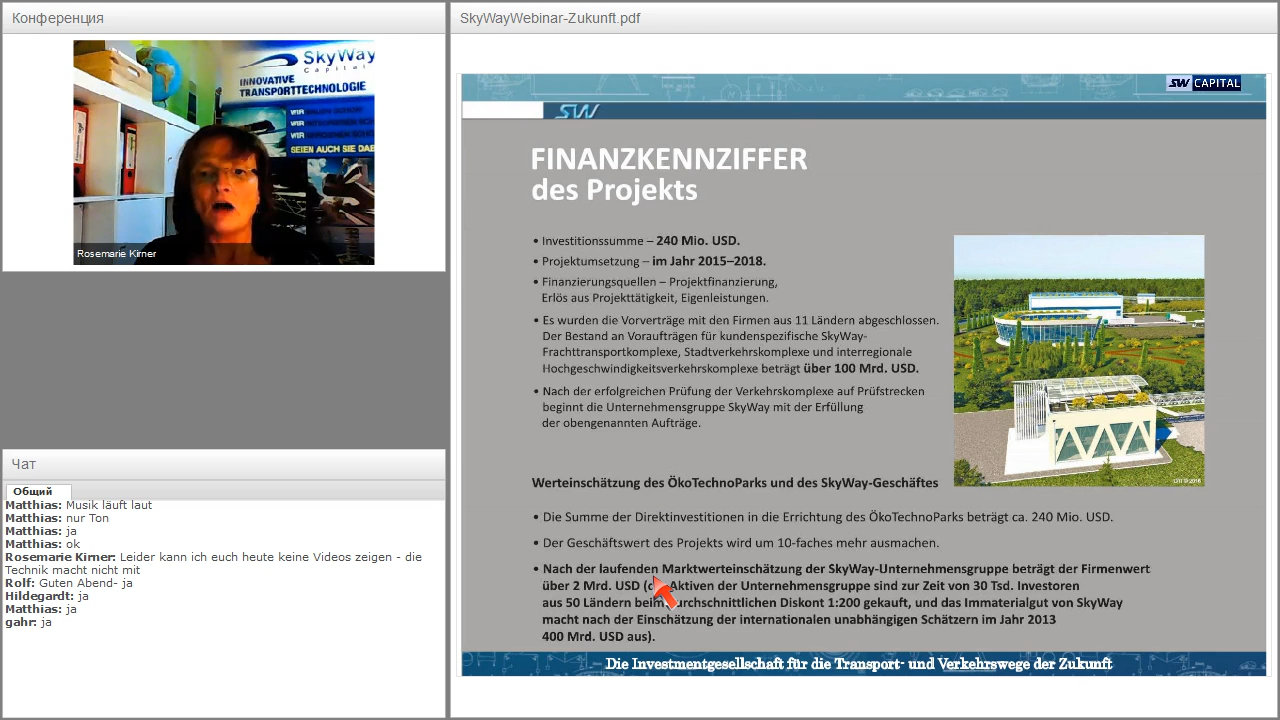 Конференция
SkyWay
Capital
INNOVATIVE
TRANSPORTTECHNOLOGIE
WIR
WIR
WIR
SEIEN AUCH SIE DAB
Rosemarie Kirner
Чат
Общий
Matthias: Musik läuft laut
Matthias: nur Ton
Matthias: ja
Matthias: ok
Rosemarie Kirner: Leider kann ich euch heute keine Videos zeigen - die
Technik macht nicht mit
Rolf: Guten Abend- ja
Hildegardt: ja
Matthias: ja
gahr: ja
SkyWayWebinar-Zukunft.pdf
SW CAPITAL
SW
FINANZKENNZIFFER
des Projekts
• Investitionssumme – 240 Mio. USD.
• Projektumsetzung – im Jahr 2015–2018.
• Finanzierungsquellen – Projektfinanzierung,
Erlös aus Projekttätigkeit, Eigenleistungen.
• Es wurden die Vorverträge mit den Firmen aus 11 Ländern abgeschlossen.
Der Bestand an Voraufträgen für kundenspezifische SkyWay-
Frachttransportkomplexe, Stadtverkehrskomplexe und interregionale
Hochgeschwindigkeitsverkehrskomplexe beträgt über 100 Mrd. USD.
• Nach der erfolgreichen Prüfung der Verkehrskomplexe auf Prüfstrecken
beginnt die Unternehmensgruppe SkyWay mit der Erfüllung
der obengenannten Aufträge.
Werteinschätzung des ÖkoTechnoParks und des SkyWay-Geschäftes
• Die Summe der Direktinvestitionen in die Errichtung des ÖkoTechnoParks beträgt ca. 240 Mio. USD.
• Der Geschäftswert des Projekts wird um 10-faches mehr ausmachen.
• Nach der laufenden Marktwerteinschätzung der SkyWay-Unternehmensgruppe beträgt der Firmenwert
über 2 Mrd. USD Aktiven der Unternehmensgruppe sind zur Zeit von 30 Tsd. Investoren
aus 50 Ländern beim durchschnittlichen Diskont 1:200 gekauft, und das Immaterialgut von SkyWay
macht nach der Einschätzung der internationalen unabhängigen Schätzern im Jahr 2013
400 Mrd. USD aus).
Die Investmentgesellschaft für die Transport- und Verkehrswege der Zukunft